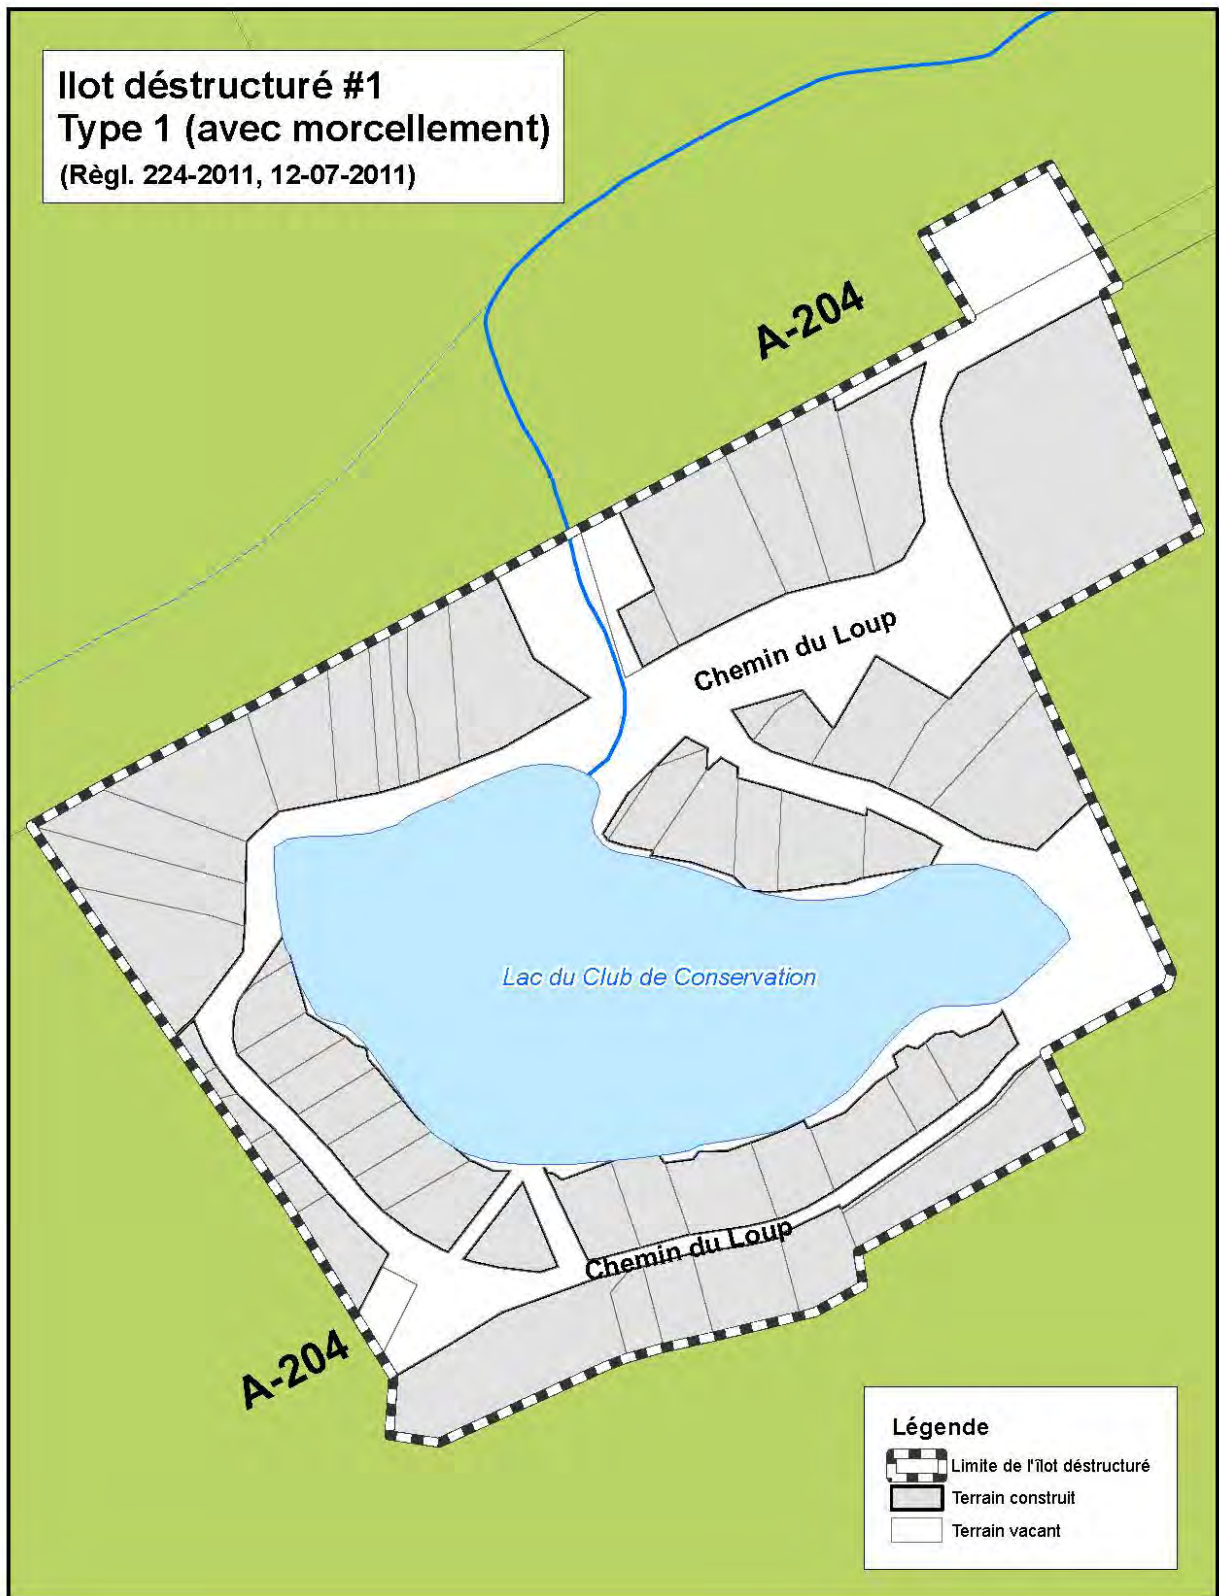 Ilot déstructuré #1
Type 1 (avec morcellement)
(Règl. 224-2011, 12-07-2011)
A-204
Chemin du Loup
Lac du Club de Conservation
Chemin du Loup
A-204
Légende
Limite de l'îlot déstructuré
Terrain construit
Terrain vacant